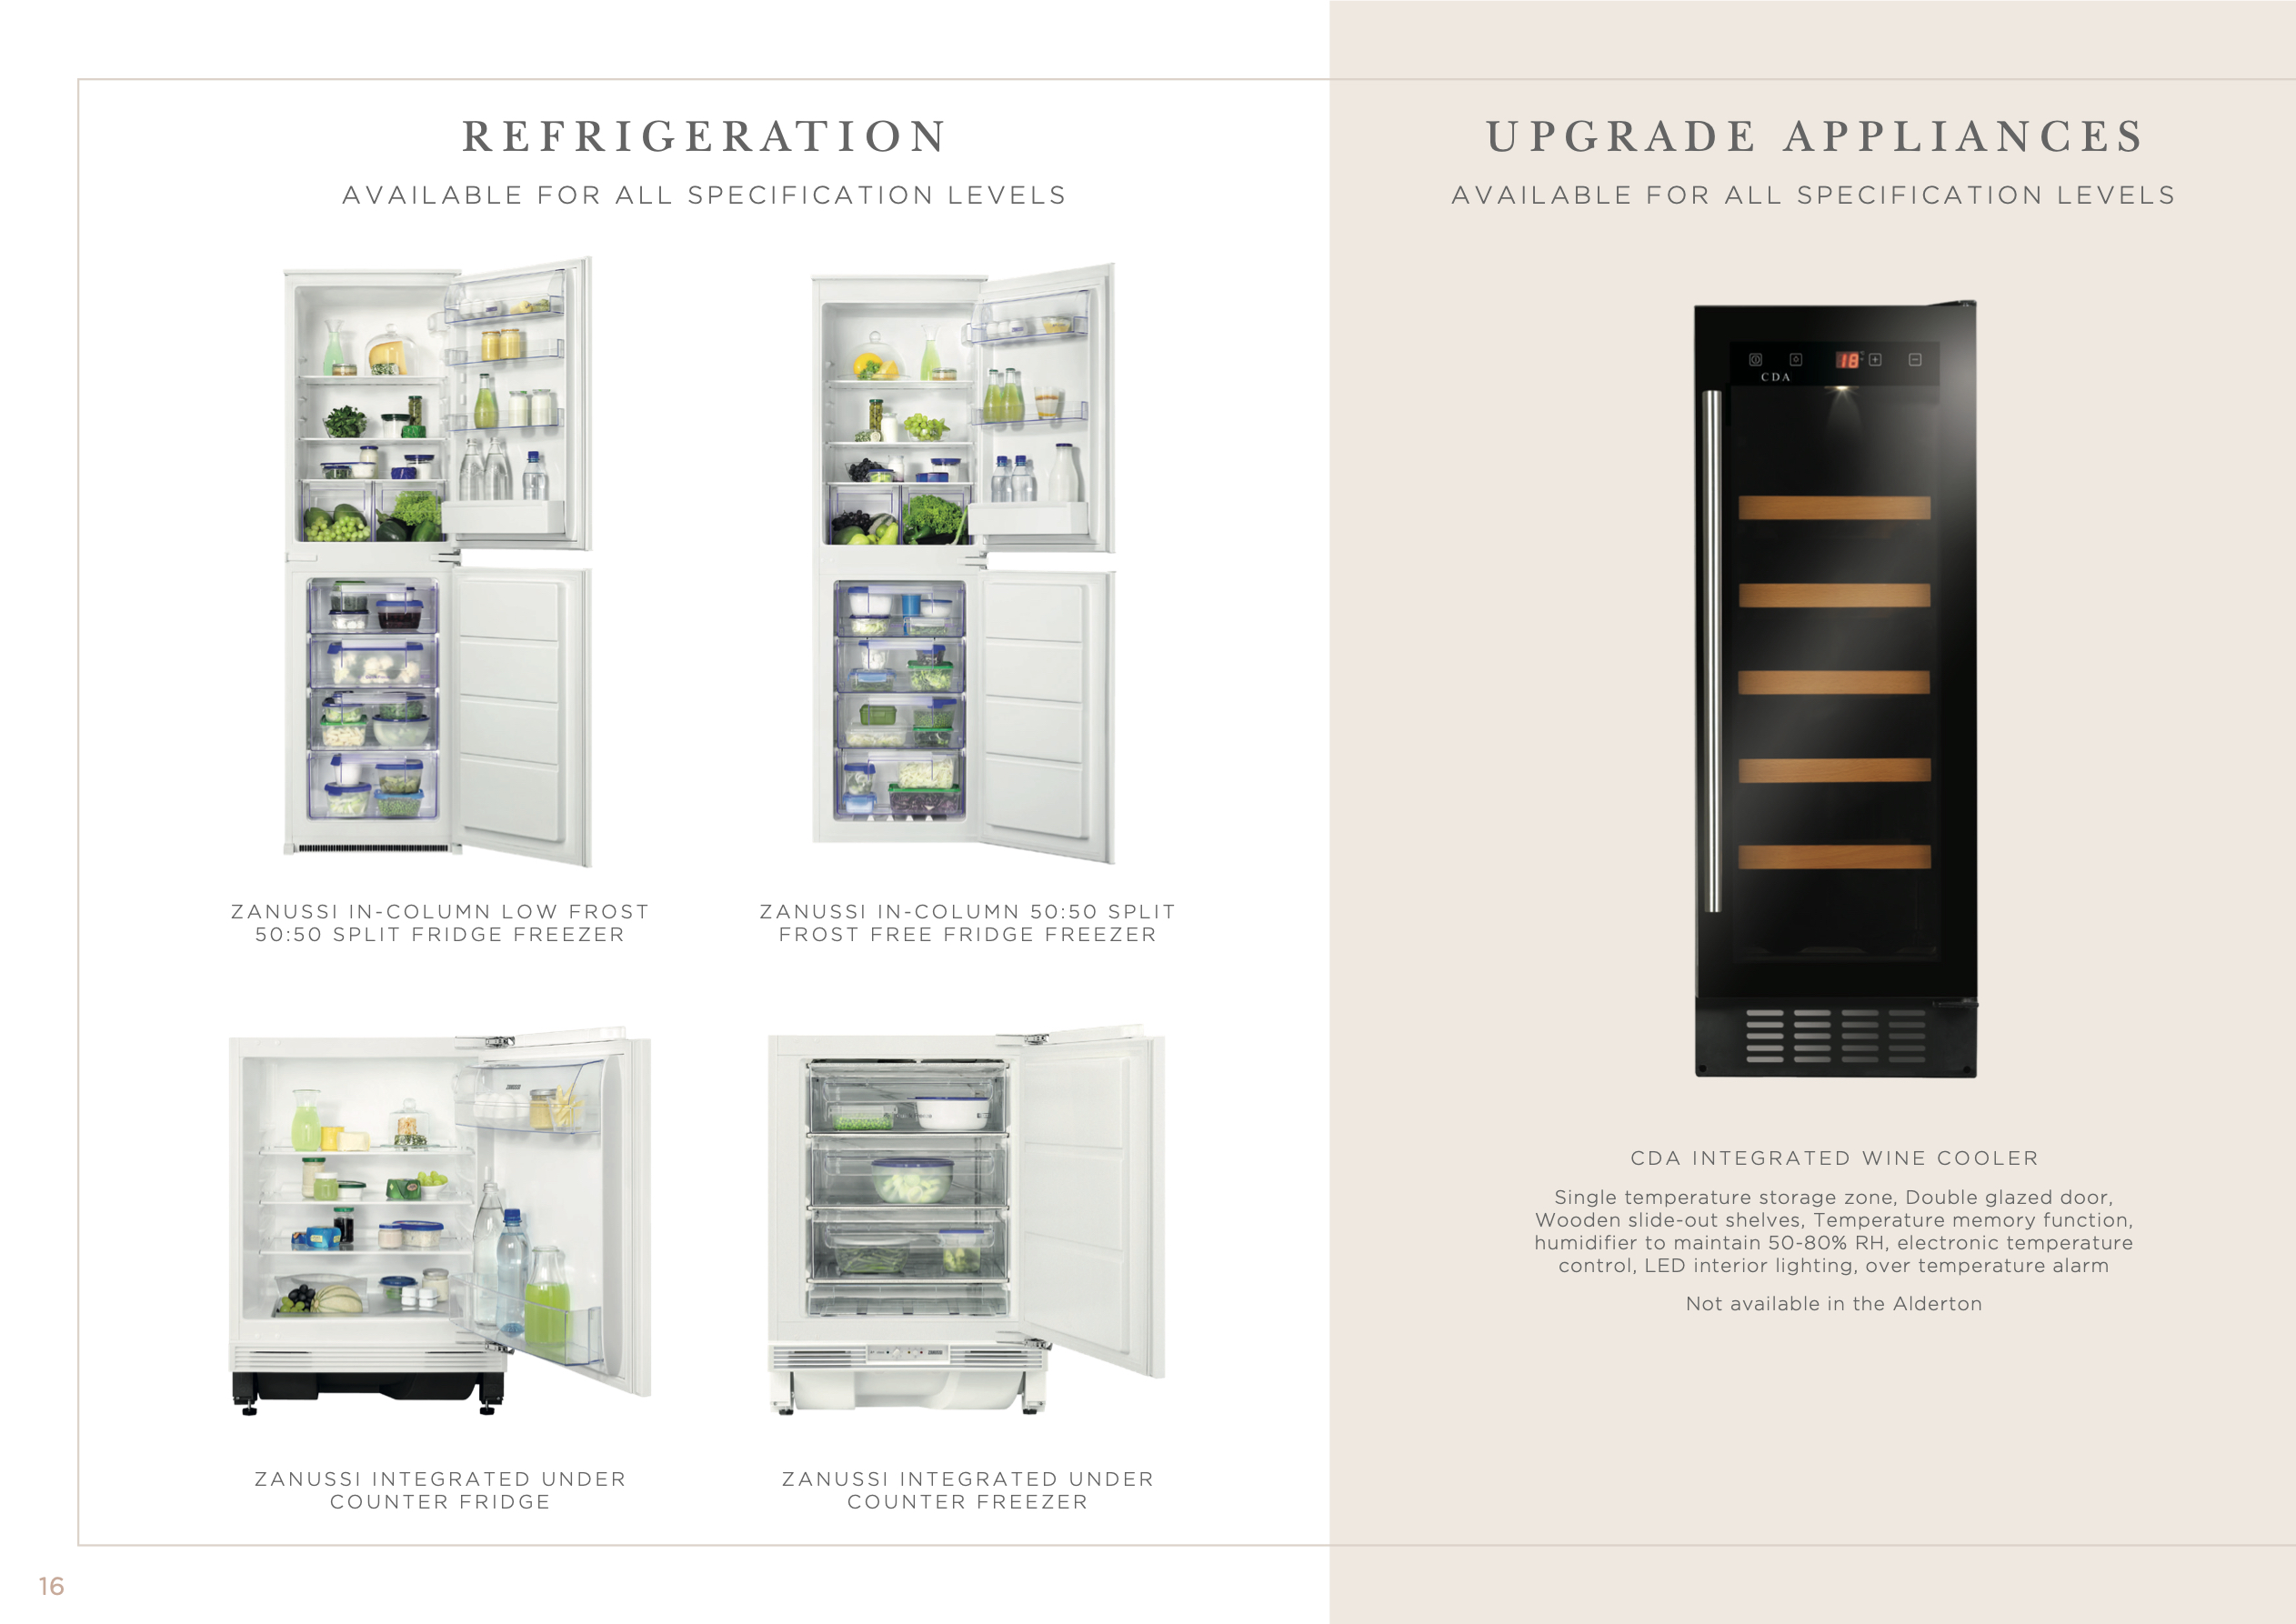 REFRIGERATION
AVAILABLE FOR ALL SPECIFICATION LEVELS
ZANUSSI IN-COLUMN LOW FROST
50:50 SPLIT FRIDGE FREEZER
ZANUSSI IN-COLUMN 50:50 SPLIT
FROST FREE FRIDGE FREEZER
ZANUSSI INTEGRATED UNDER
COUNTER FRIDGE
ZANUSSI INTEGRATED UNDER
COUNTER FREEZER
UPGRADE APPLIANCES
AVAILABLE FOR ALL SPECIFICATION LEVELS
18
CDA
CDA INTEGRATED WINE COOLER
Single temperature storage zone, Double glazed door,
Wooden slide-out shelves, Temperature memory function,
humidifier to maintain 50-80% RH, electronic temperature
control, LED interior lighting, over temperature alarm
Not available in the Alderton
16